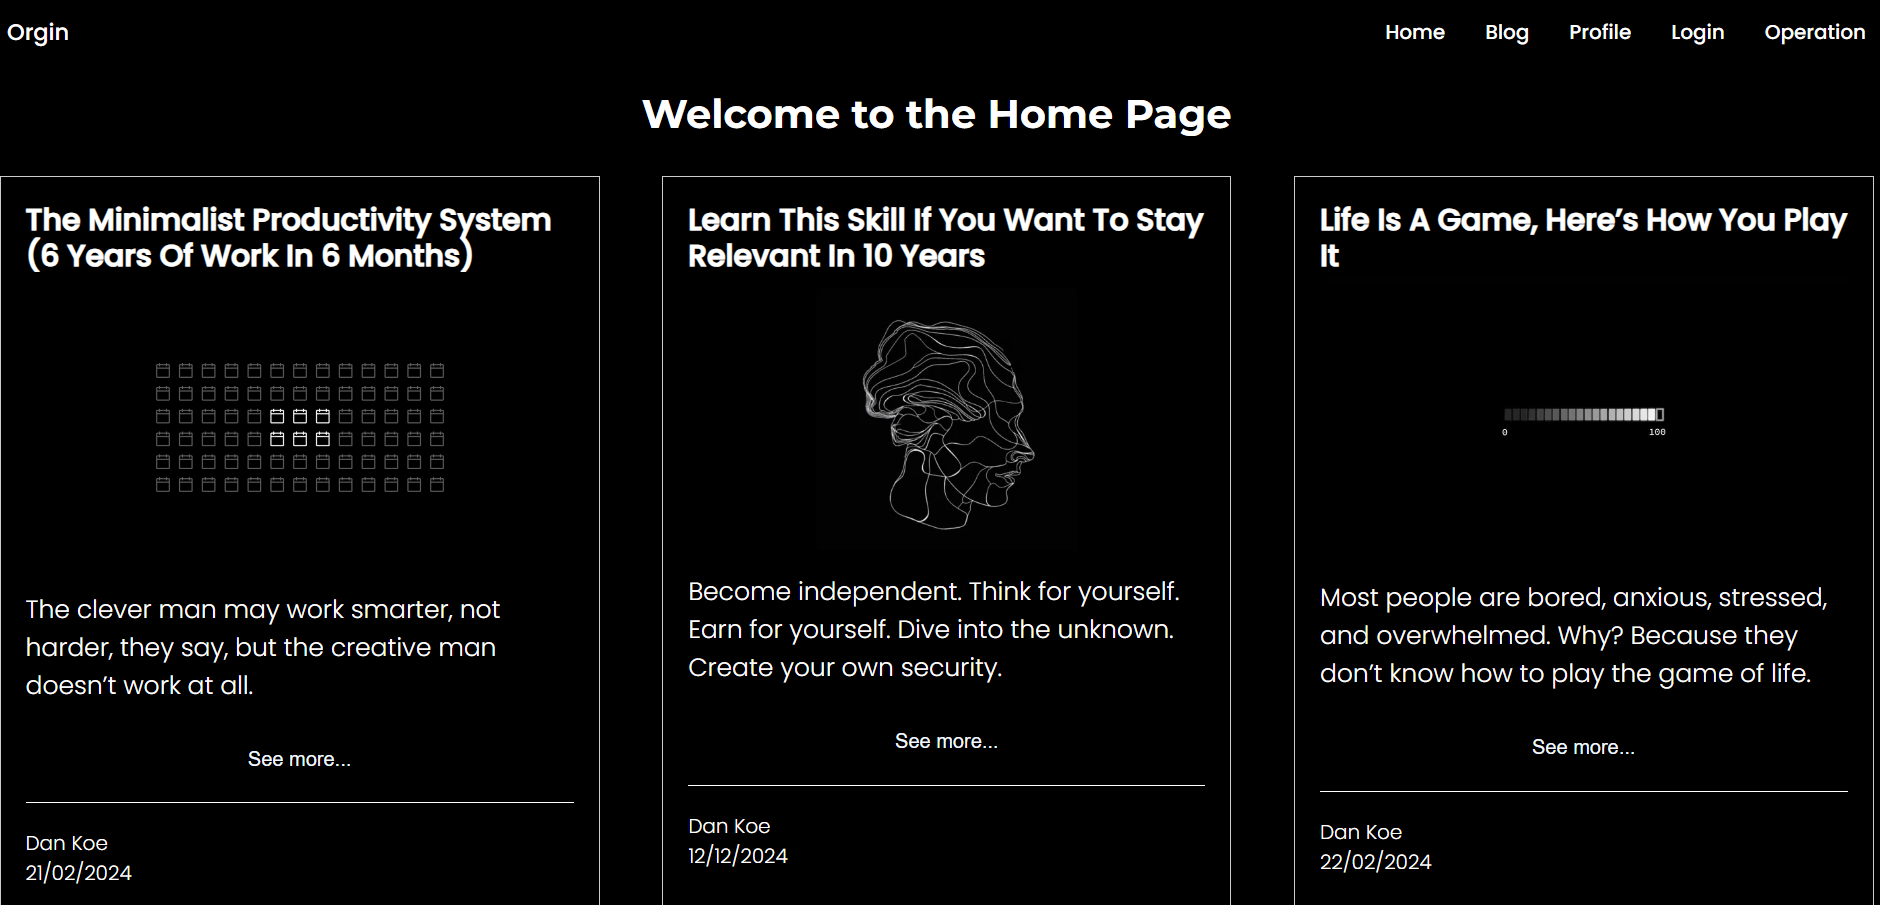 Orgin
Home Blog Profile Login Operation
Welcome to the Home Page
The Minimalist Productivity System
(6 Years Of Work In 6 Months)
The clever man may work smarter, not
harder, they say, but the creative man
doesn’t work at all.
See more...
Dan Koe
21/02/2024
Learn This Skill If You Want To Stay
Relevant In 10 Years
Become independent. Think for yourself.
Earn for yourself. Dive into the unknown.
Create your own security.
See more...
Dan Koe
12/12/2024
Life Is A Game, Here’s How You Play
It
0 100
Most people are bored, anxious, stressed,
and overwhelmed. Why? Because they
don’t know how to play the game of life.
See more...
Dan Koe
22/02/2024